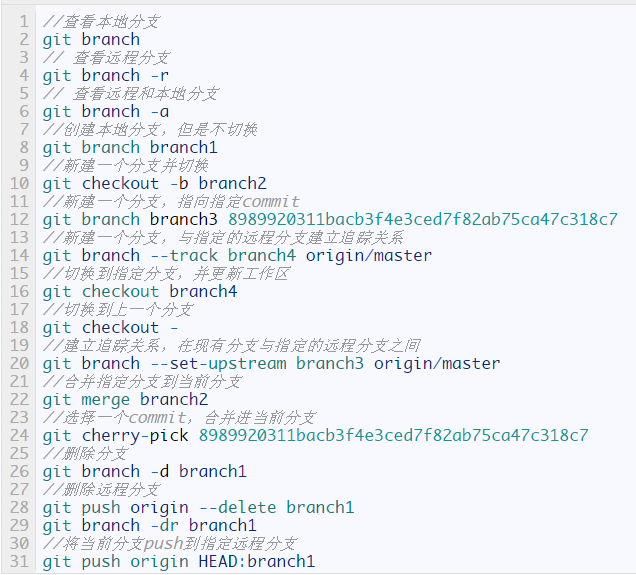 1 //查看本地分支
2 git branch
3 // 查看远程分支
4 git branch -r
5 // 查看远程和本地分支
6 git branch -a
7 //创建本地分支，但是不切换
8 git branch branch1
9 //新建一个分支并切换
10 git checkout -b branch2
11 //新建一个分支，指向指定commit
12 git branch branch3 8989920311bacb3f4e3ced7f82ab75ca47c318c7
13 //新建一个分支，与指定的远程分支建立追踪关系
14 git branch --track branch4 origin/master
15 //切换到指定分支，并更新工作区
16 git checkout branch4
17 //切换到上一个分支
18 git checkout -
19 //建立追踪关系，在现有分支与指定的远程分支之间
20 git branch --set-upstream branch3 origin/master
21 //合并指定分支到当前分支
22 git merge branch2
23 //选择一个commit，合并进当前分支
24 git cherry-pick 8989920311bacb3f4e3ced7f82ab75ca47c318c7
25 //删除分支
26 git branch -d branch1
27 //删除远程分支
28 git push origin --delete branch1
29 git branch -dr branch1
30 //将当前分支push到指定远程分支
31 git push origin HEAD:branch1